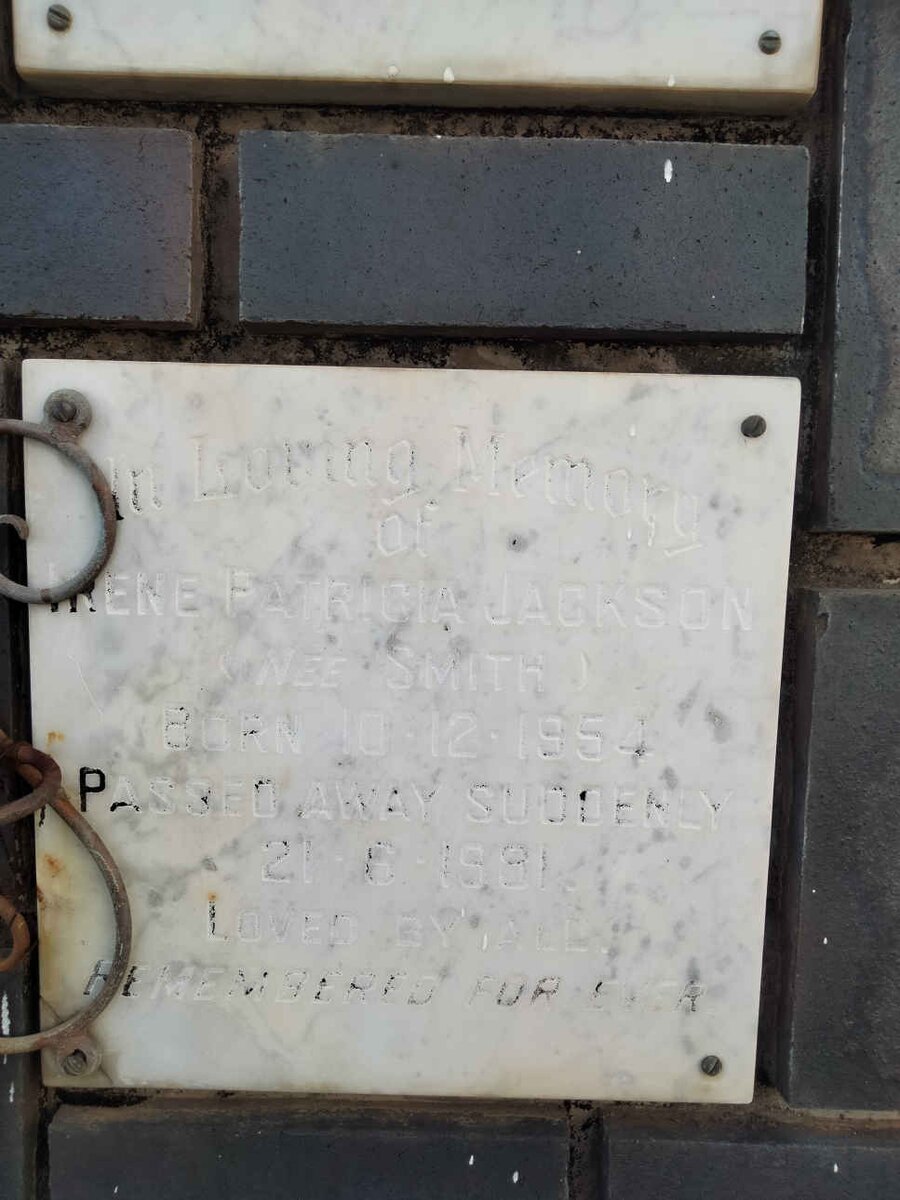 In Loving Memory
of
IRENE PATRICIA JACKSON
( NEE SMITH )
BORN 10·12·1954
PASSED AWAY SUDDENLY
21·6·1981.
LOVED BY ALL.
REMEMBERED FOR EVER